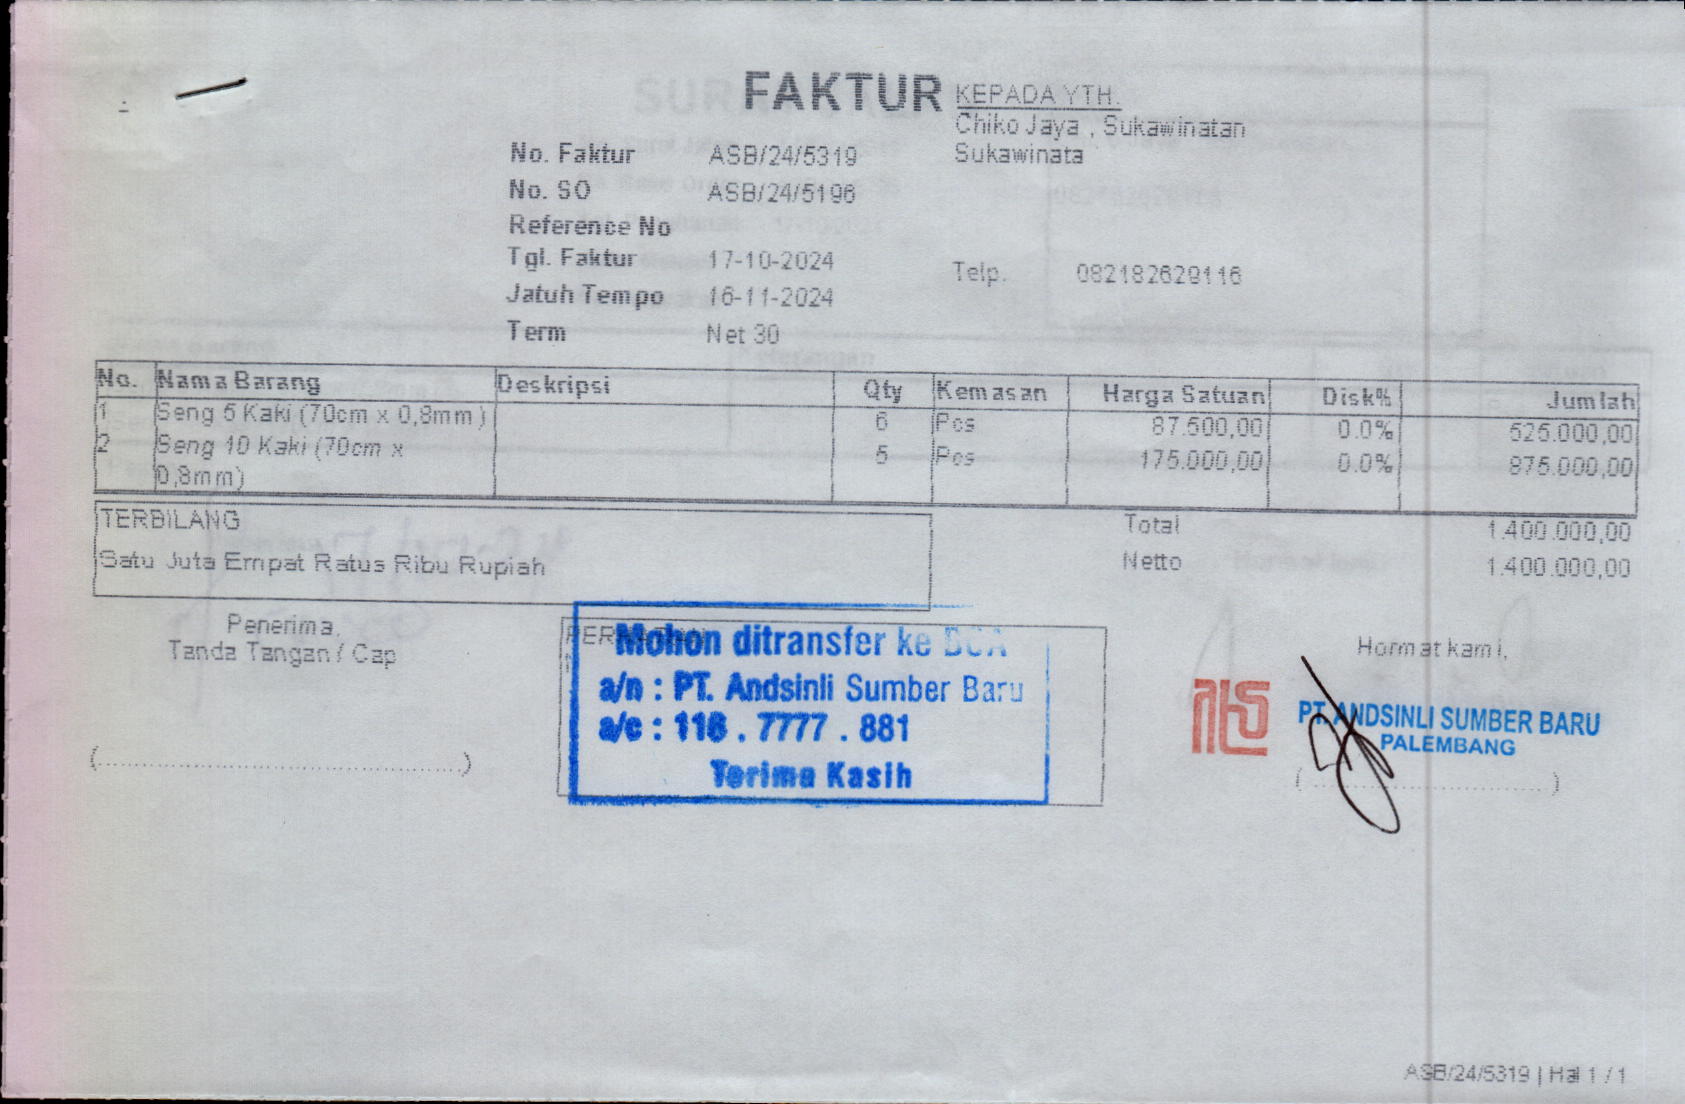 FAKTUR
KEPADA YTH.
Chiko Jaya , Sukawinatan
Sukawinata
No. Faktur ASB/24/5319
No. SO ASB/24/5196
Reference No
Tgl. Faktur 17-10-2024
Telp. 082182629116
Jatuh Tempo 16-11-2024
Term Net 30
No. Nama Barang Deskripsi Qty Kemasan Harga Satuan Disk% Jumlah
1 Seng 5 Kaki (70cm x 0,8mm) 6 Pcs 87.500,00 0.0% 525.000,00
2 Seng 10 Kaki (70cm x 5 Pcs 175.000,00 0.0% 875.000,00
0,8mm)
TERBILANG
Total 1.400.000,00
Satu Juta Empat Ratus Ribu Rupiah
Netto 1.400.000,00
Penerima,
Tanda Tangan / Cap
Mohon ditransfer ke BCA
a/n : PT. Andsinli Sumber Baru
a/c : 116 . 7777 . 881
Terima Kasih
Hormat kami,
PT. ANDSINLI SUMBER BARU
PALEMBANG
(..................................................)
(..................................)
ASB/24/5319 | Hal 1 / 1